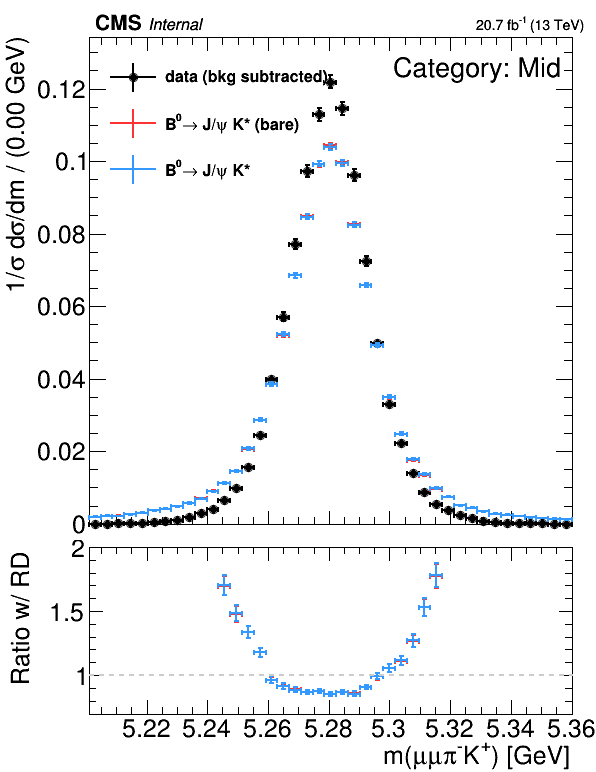 CMS Internal 20.7 fb⁻¹ (13 TeV)
1/σ dσ/dm / (0.00 GeV)
Category: Mid
data (bkg subtracted)
B⁰→ J/ψ K* (bare)
B⁰→ J/ψ K*
0.12
0.1
0.08
0.06
0.04
0.02
0
Ratio w/ RD
2
1.5
1
5.22 5.24 5.26 5.28 5.3 5.32 5.34 5.36
m(μμπ⁻K⁺) [GeV]